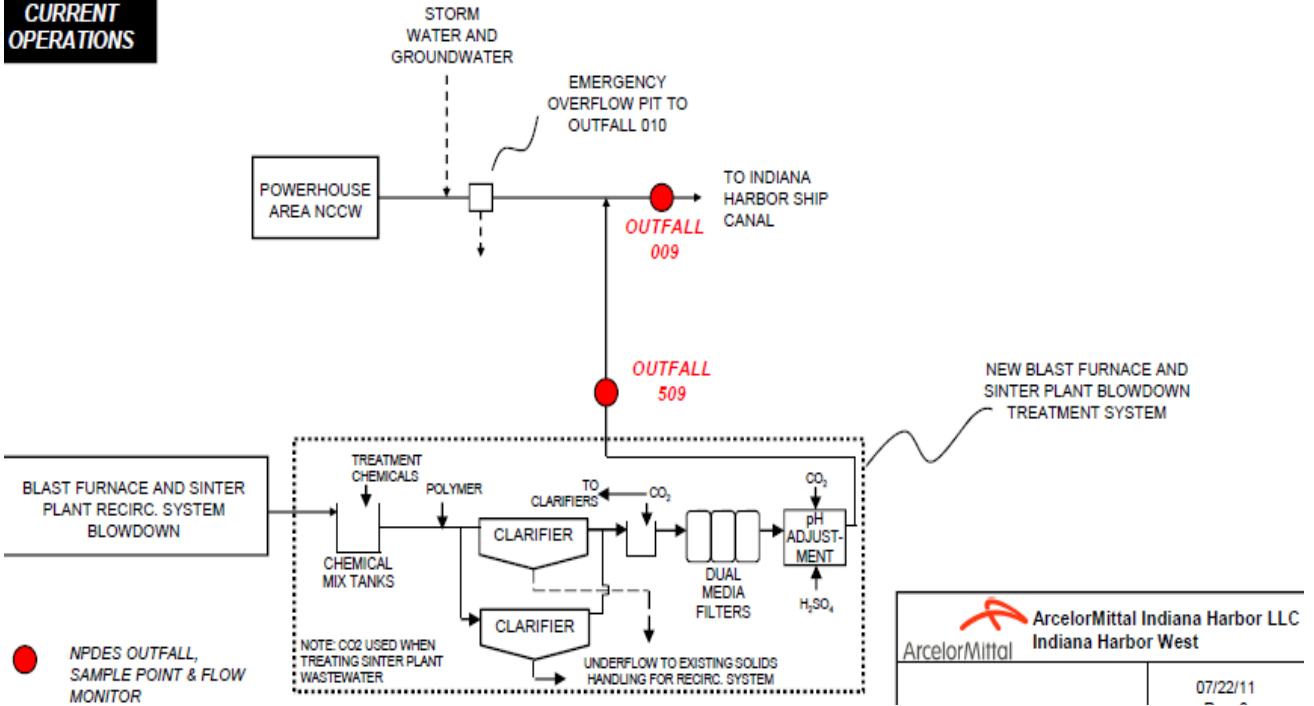 CURRENT
OPERATIONS
STORM
WATER AND
GROUNDWATER
EMERGENCY
OVERFLOW PIT TO
OUTFALL 010
POWERHOUSE
AREA NCCW
TO INDIANA
HARBOR SHIP
CANAL
OUTFALL
009
OUTFALL
509
NEW BLAST FURNACE AND
SINTER PLANT BLOWDOWN
TREATMENT SYSTEM
BLAST FURNACE AND SINTER
PLANT RECIRC. SYSTEM
BLOWDOWN
TREATMENT
CHEMICALS
POLYMER
TO
CLARIFIERS
CO2
CO2
CHEMICAL
MIX TANKS
CLARIFIER
CLARIFIER
DUAL
MEDIA
FILTERS
pH
ADJUST-
MENT
H2SO4
NOTE: CO2 USED WHEN
TREATING SINTER PLANT
WASTEWATER
UNDERFLOW TO EXISTING SOLIDS
HANDLING FOR RECIRC. SYSTEM
NPDES OUTFALL,
SAMPLE POINT & FLOW
MONITOR
ArcelorMittal
ArcelorMittal Indiana Harbor LLC
Indiana Harbor West
07/22/11